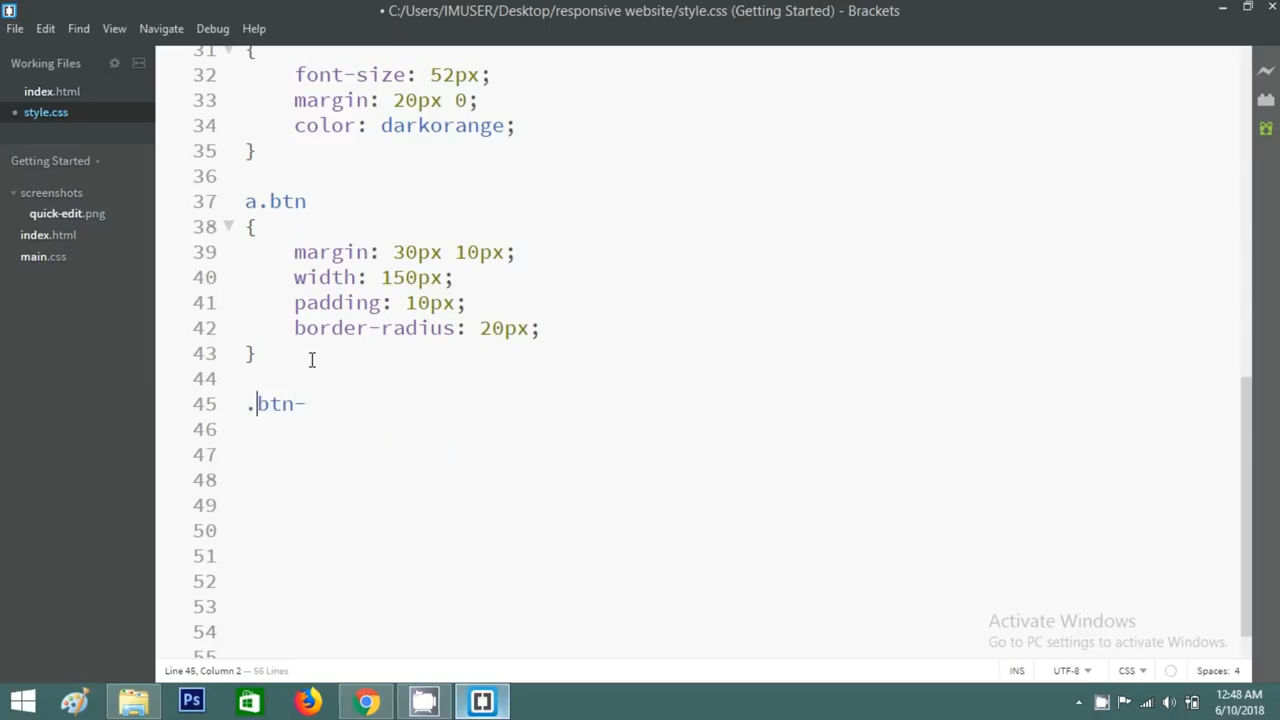 • C:/Users/IMUSER/Desktop/responsive website/style.css (Getting Started) - Brackets
File Edit Find View Navigate Debug Help
Working Files
index.html
• style.css
Getting Started
screenshots
quick-edit.png
index.html
main.css
31 {
32 font-size: 52px;
33 margin: 20px 0;
34 color: darkorange;
35 }
36
37 a.btn
38 {
39 margin: 30px 10px;
40 width: 150px;
41 padding: 10px;
42 border-radius: 20px;
43 }
44
45 .btn-
46
47
48
49
50
51
52
53
54
55
Activate Windows
Go to PC settings to activate Windows.
Line 45, Column 2 — 56 Lines
INS UTF-8 CSS Spaces: 4
Ps
12:48 AM
6/10/2018